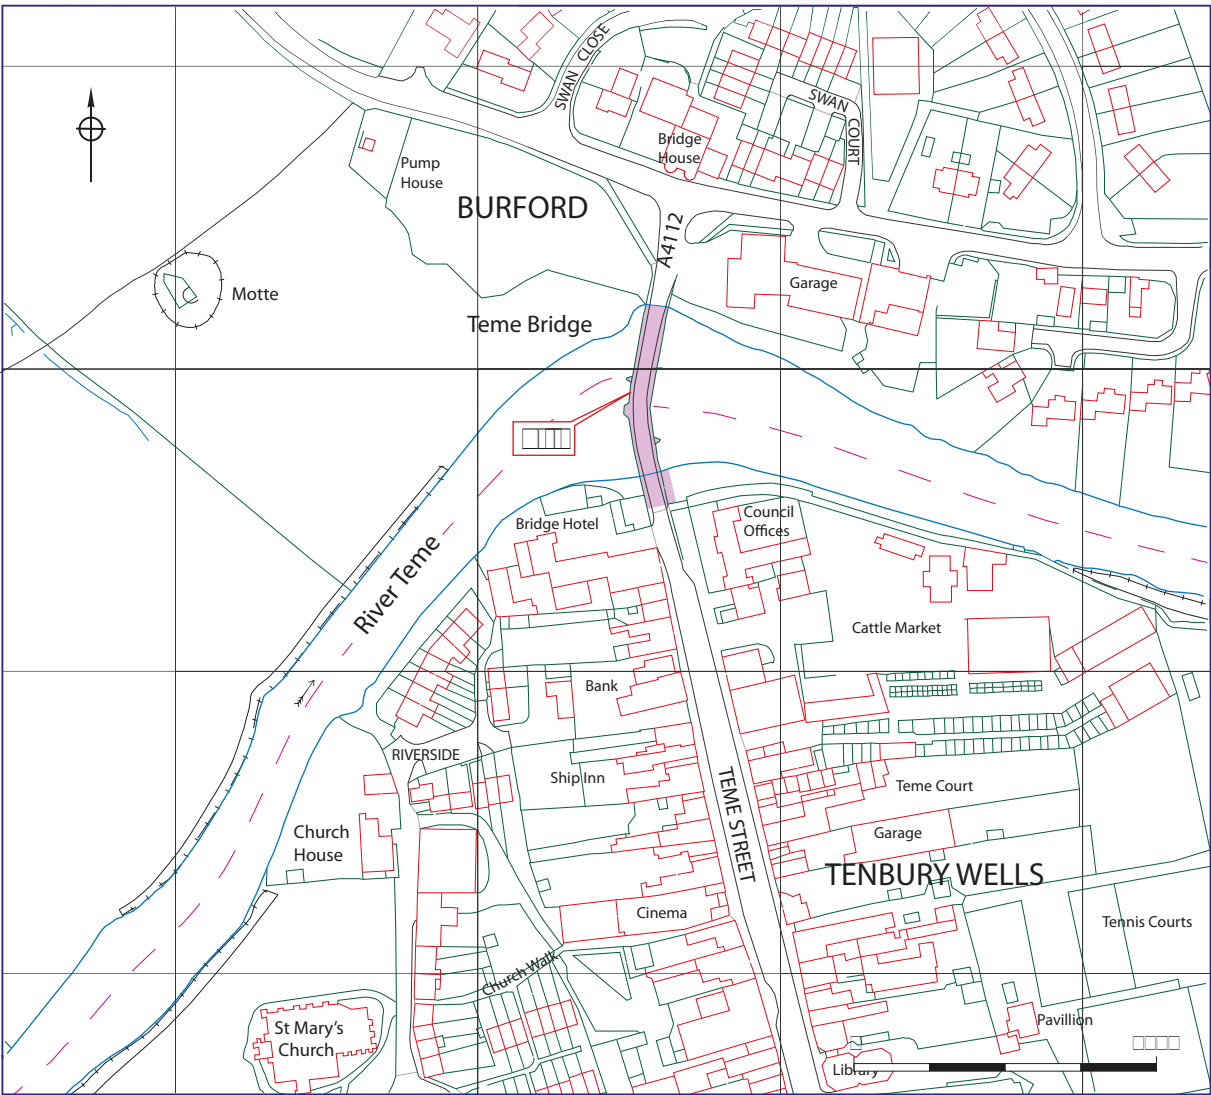 SWAN CLOSE
SWAN
COURT
Bridge
House
Pump
House
BURFORD
A4112
Motte
Garage
Teme Bridge
Bridge Hotel
Council
Offices
River Teme
Cattle Market
Bank
RIVERSIDE
Ship Inn
TEME STREET
Teme Court
Church
House
Garage
TENBURY WELLS
Cinema
Tennis Courts
Church Walk
St Mary's
Church
Pavillion
Library